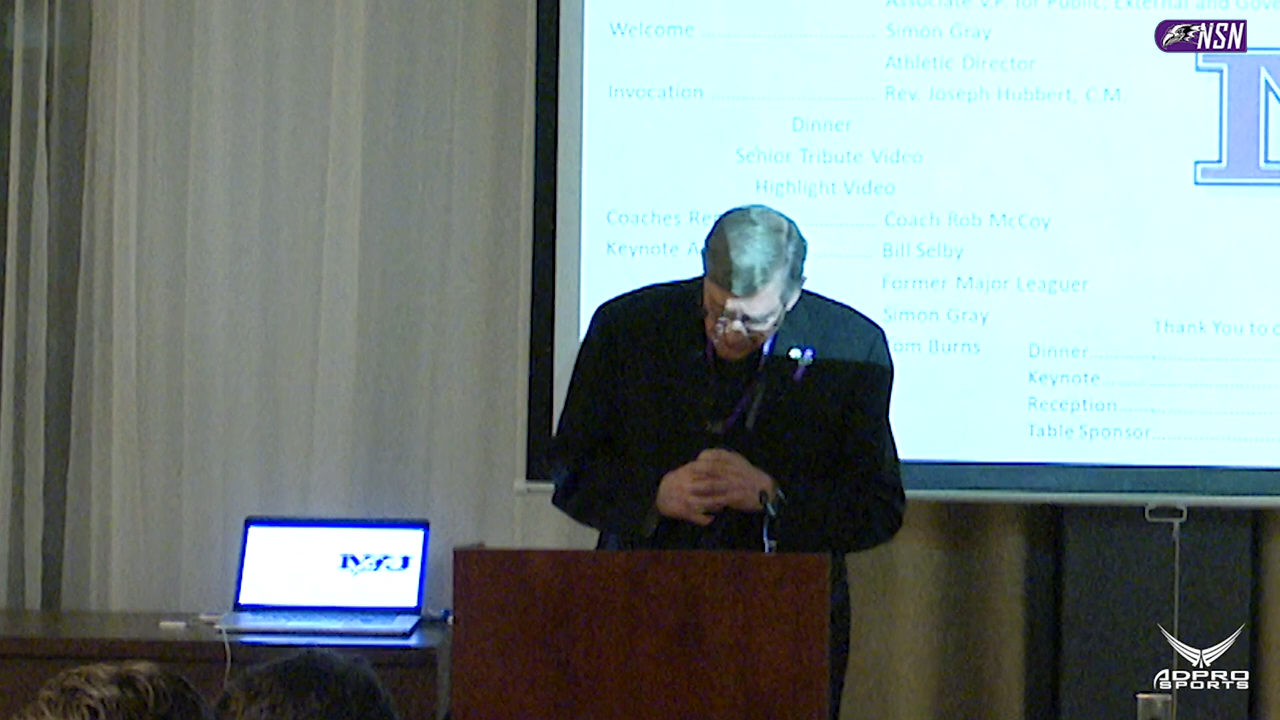 Associate V.P. for Public, External and Gove
Welcome ........ Simon Gray
Athletic Director
Invocation ........ Rev. Joseph Hubbert, C.M.
Dinner
Senior Tribute Video
Highlight Video
Coaches Re ........ Coach Rob McCoy
Keynote A ........ Bill Selby
Former Major Leaguer
Simon Gray
om Burns
Thank You to
Dinner........
Keynote........
Reception........
Table Sponsor........
NSN
NU
ADPRO
SPORTS